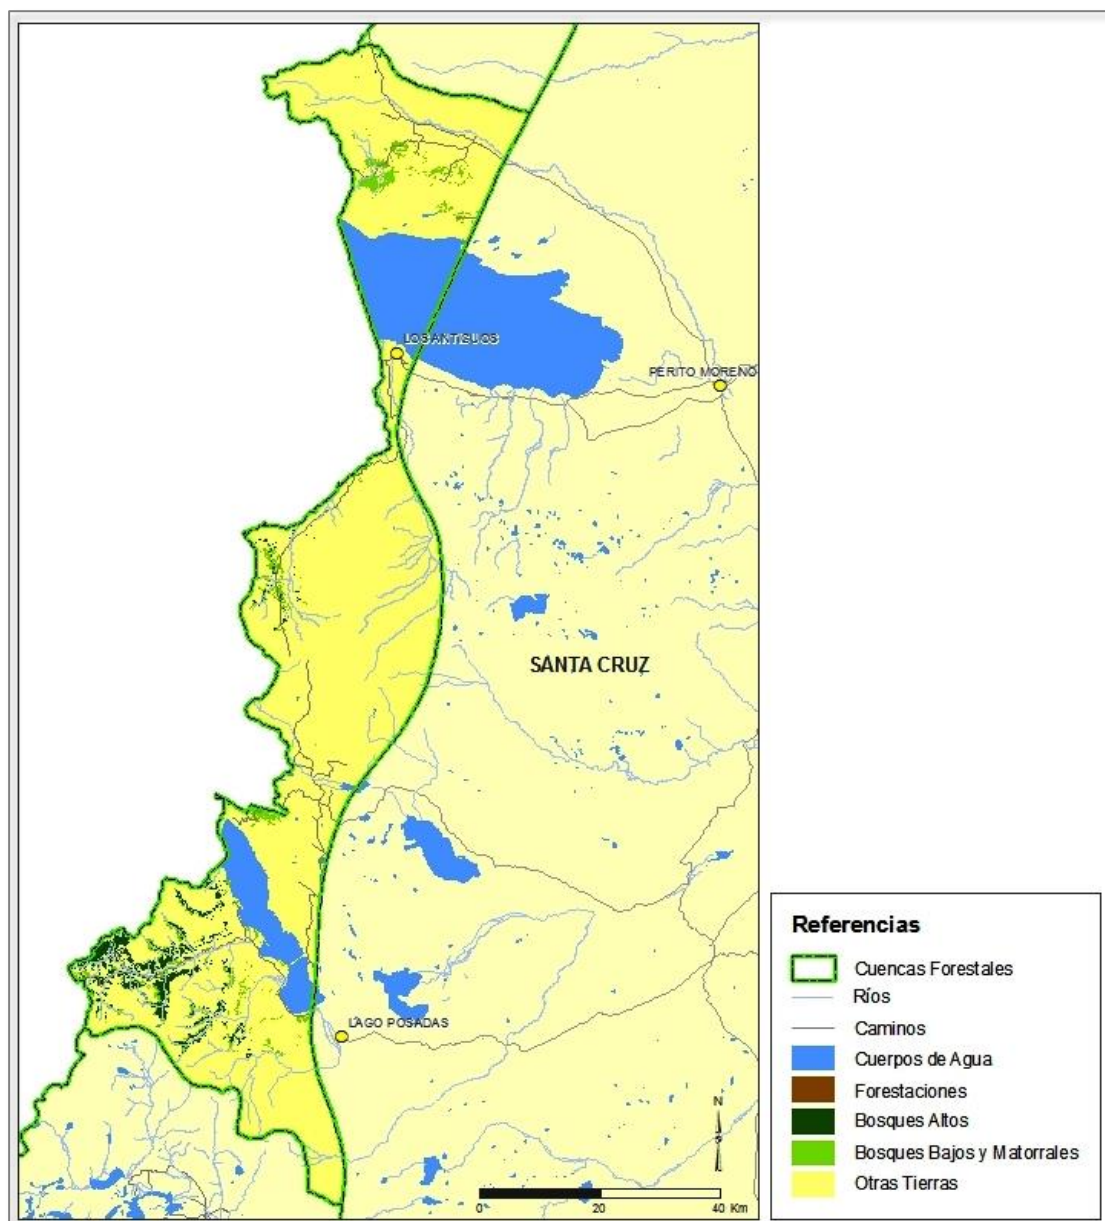 LOS ANTIGUOS
PERITO MORENO
SANTA CRUZ
LAGO POSADAS
N
0
20
40 Km
Referencias
Cuencas Forestales
Ríos
Caminos
Cuerpos de Agua
Forestaciones
Bosques Altos
Bosques Bajos y Matorrales
Otras Tierras